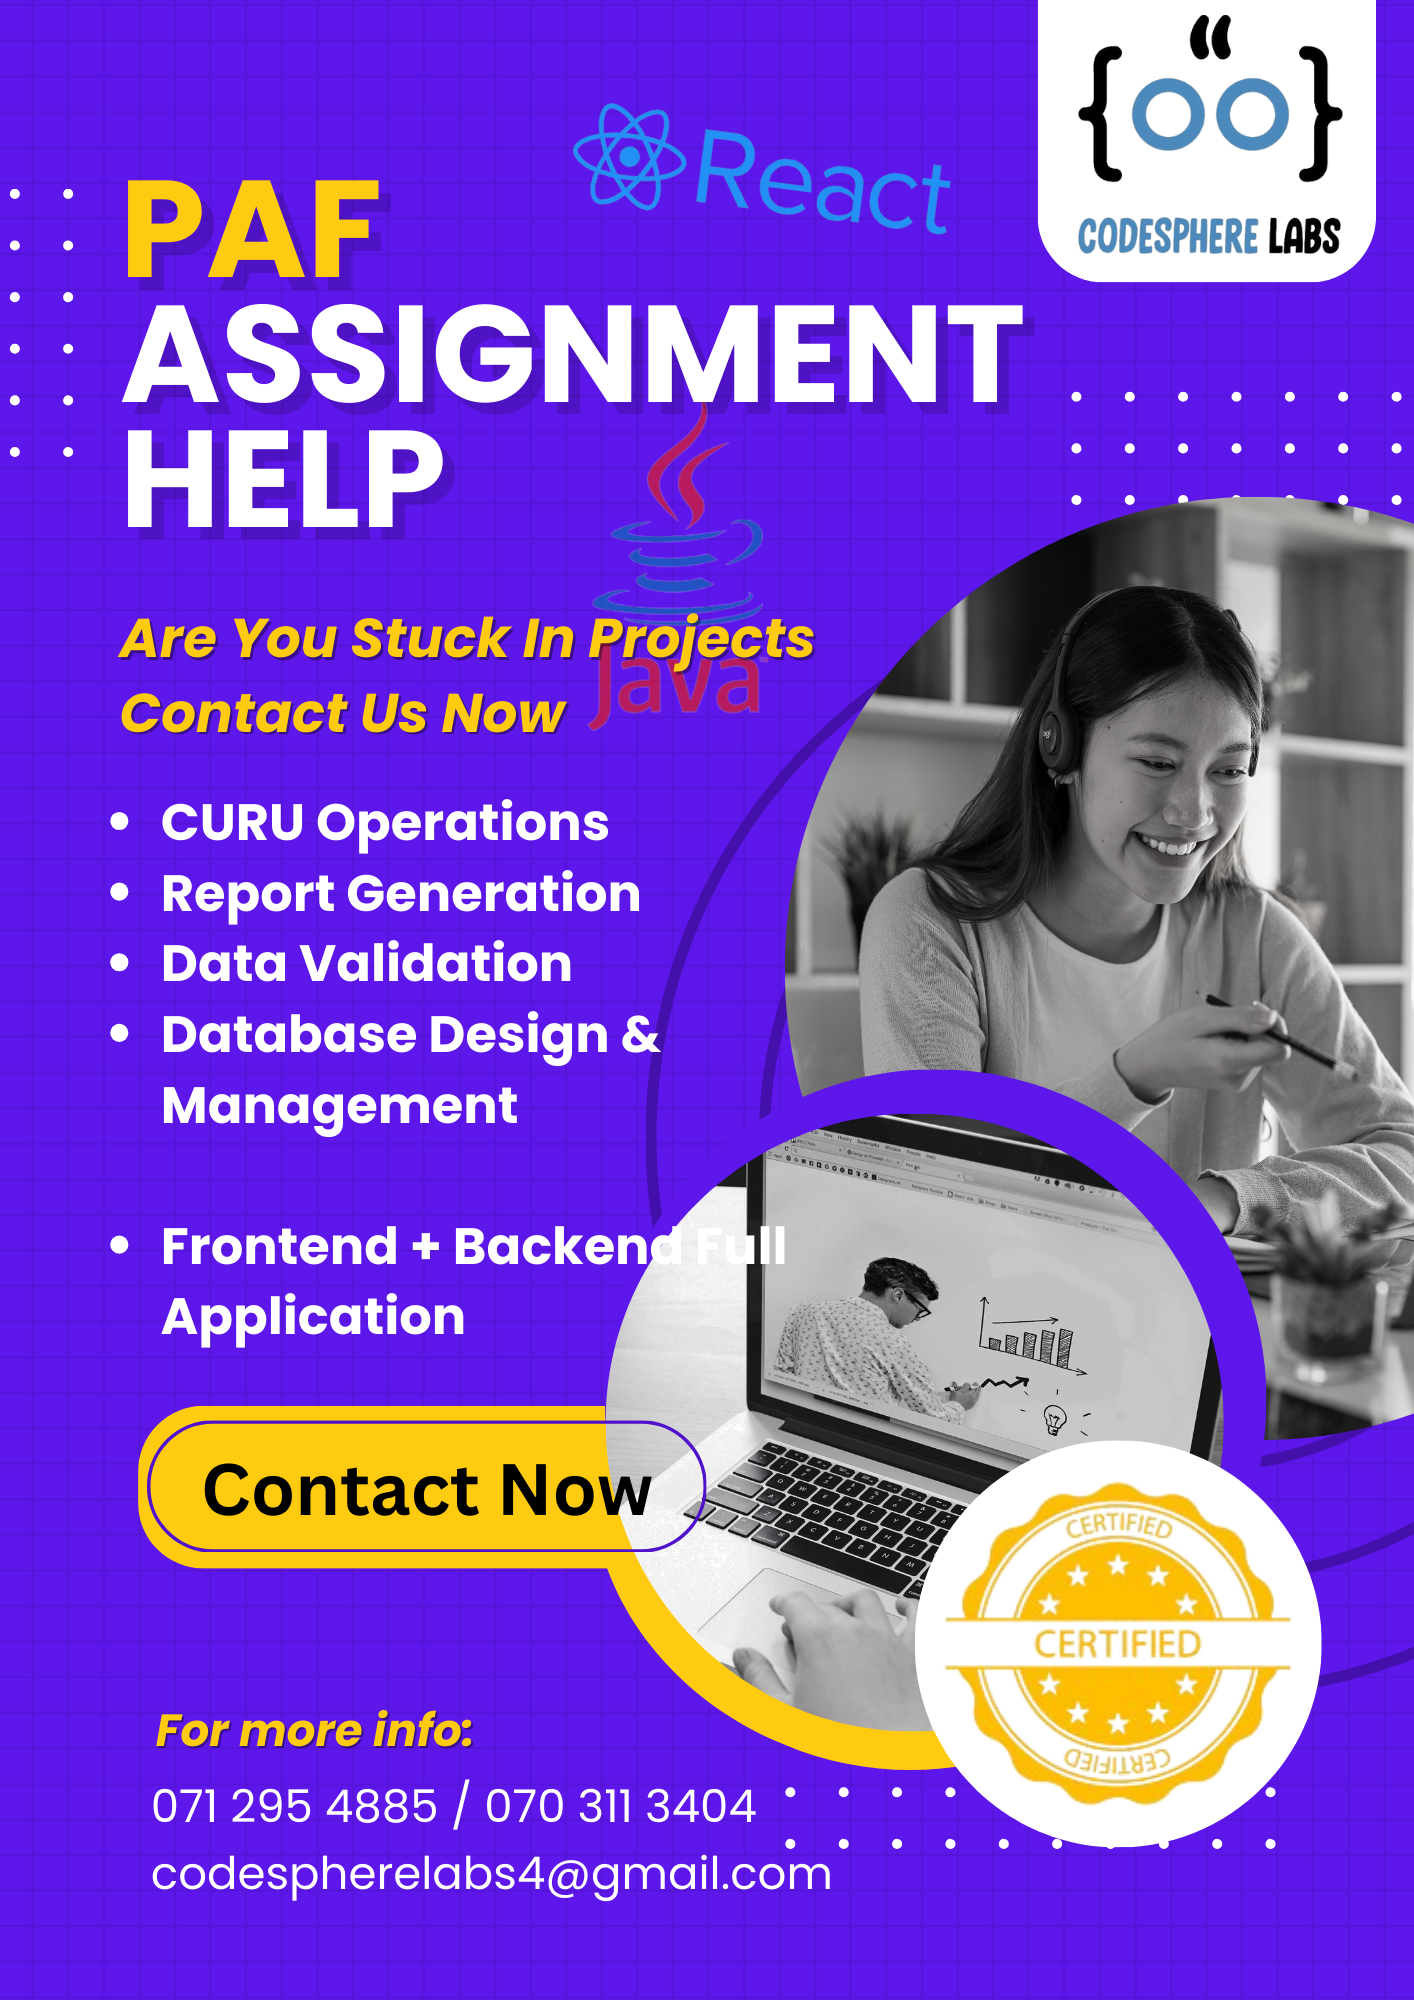 CODESPHERE LABS
React
PAF
ASSIGNMENT
HELP
Java
Are You Stuck In Projects
Contact Us Now
CURU Operations
Report Generation
Data Validation
Database Design &
Management
Frontend + Backend Full
Application
Contact Now
CERTIFIED
CERTIFIED
CERTIFIED
For more info:
071 295 4885 / 070 311 3404
codespherelabs4@gmail.com